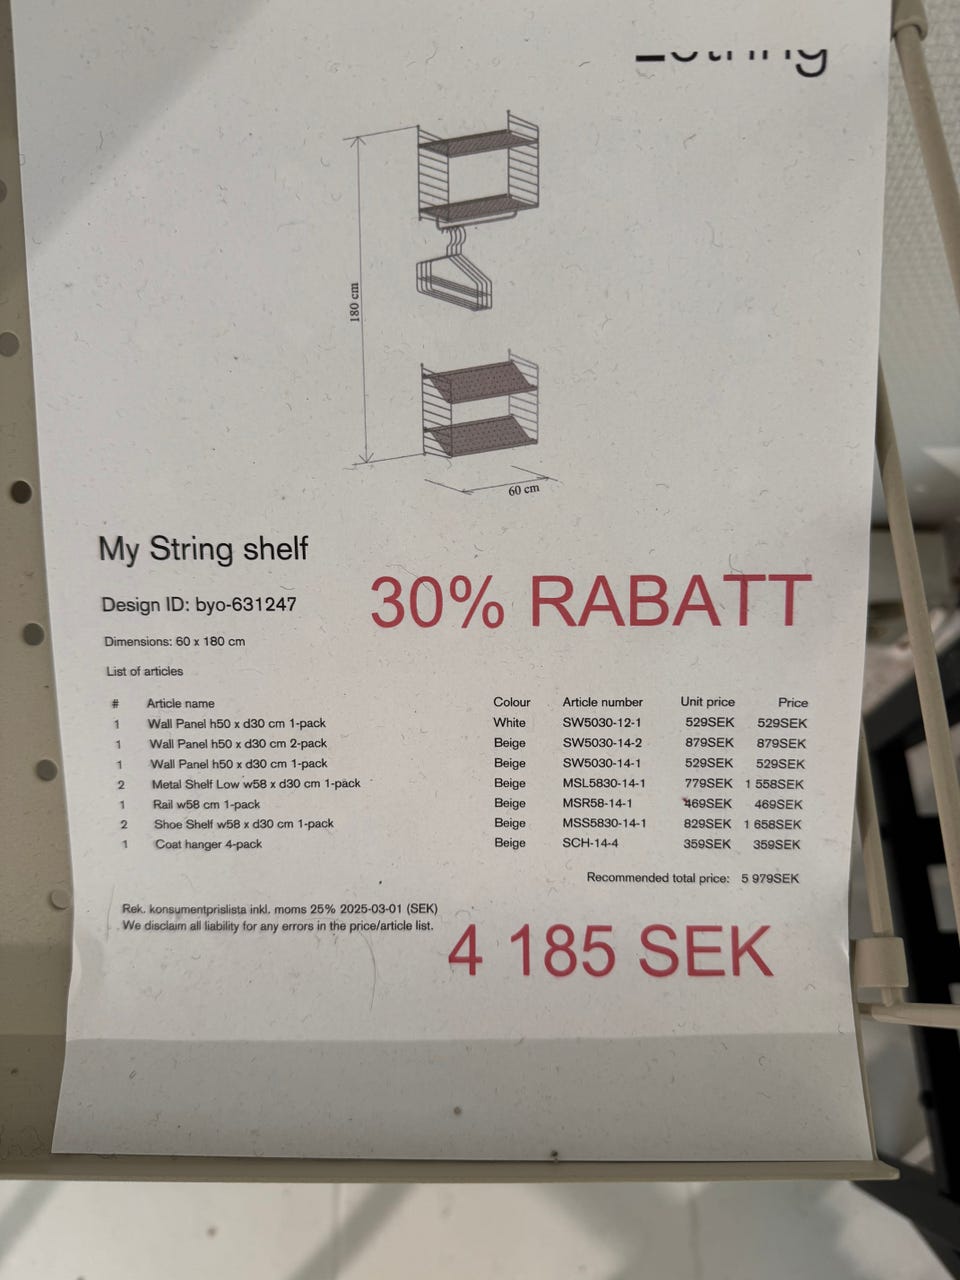 180 cm
60 cm
My String shelf
Design ID: byo-631247
30% RABATT
Dimensions: 60 x 180 cm
List of articles
# Article name Colour Article number Unit price Price
1 Wall Panel h50 x d30 cm 1-pack White SW5030-12-1 529SEK 529SEK
1 Wall Panel h50 x d30 cm 2-pack Beige SW5030-14-2 879SEK 879SEK
1 Wall Panel h50 x d30 cm 1-pack Beige SW5030-14-1 529SEK 529SEK
2 Metal Shelf Low w58 x d30 cm 1-pack Beige MSL5830-14-1 779SEK 1 558SEK
1 Rail w58 cm 1-pack Beige MSR58-14-1 469SEK 469SEK
2 Shoe Shelf w58 x d30 cm 1-pack Beige MSS5830-14-1 829SEK 1 658SEK
1 Coat hanger 4-pack Beige SCH-14-4 359SEK 359SEK
Recommended total price: 5 979SEK
Rek. konsumentprislista inkl. moms 25% 2025-03-01 (SEK)
We disclaim all liability for any errors in the price/article list.
4 185 SEK